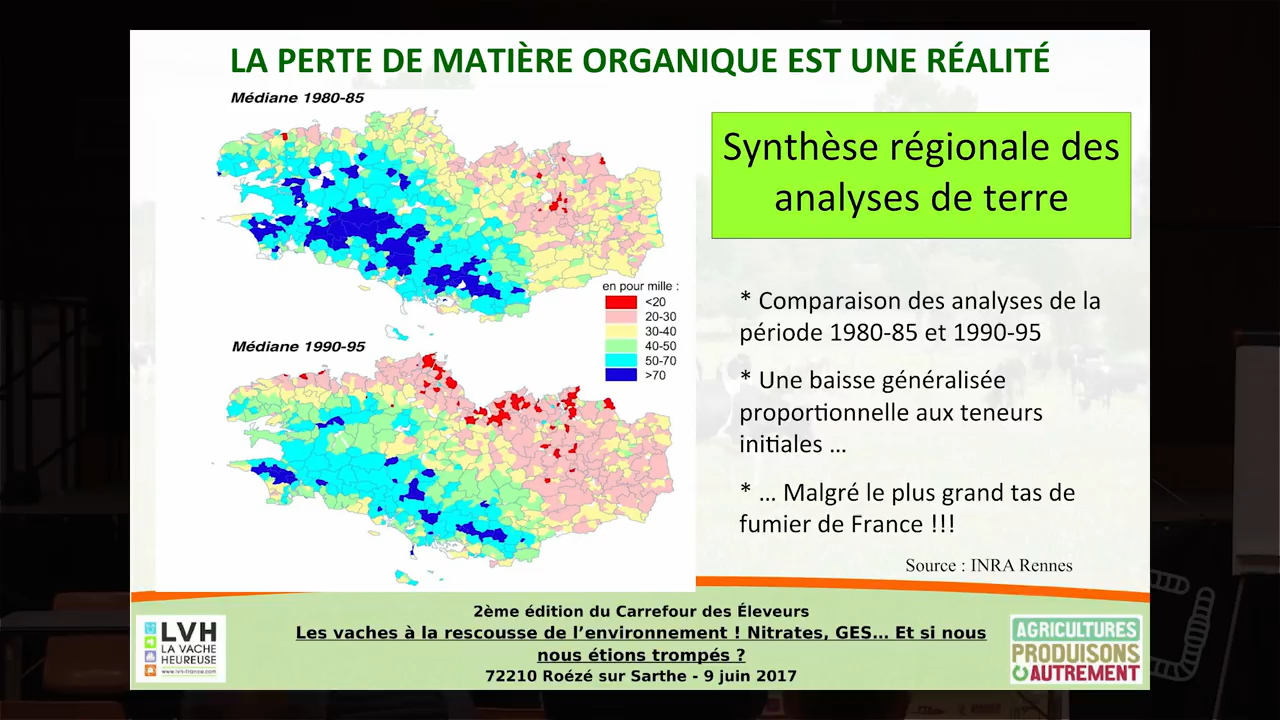 LA PERTE DE MATIÈRE ORGANIQUE EST UNE RÉALITÉ
Médiane 1980-85
Synthèse régionale des
analyses de terre
en pour mille :
<20
20-30
30-40
40-50
50-70
>70
Médiane 1990-95
* Comparaison des analyses de la
période 1980-85 et 1990-95
* Une baisse généralisée
proportionnelle aux teneurs
initiales ...
* ... Malgré le plus grand tas de
fumier de France !!!
Source : INRA Rennes
2ème édition du Carrefour des Éleveurs
Les vaches à la rescousse de l’environnement ! Nitrates, GES... Et si nous
nous étions trompés ?
72210 Roézé sur Sarthe - 9 juin 2017
LVH
LA VACHE
HEUREUSE
www.lvh-france.com
AGRICULTURES
PRODUISONS
AUTREMENT